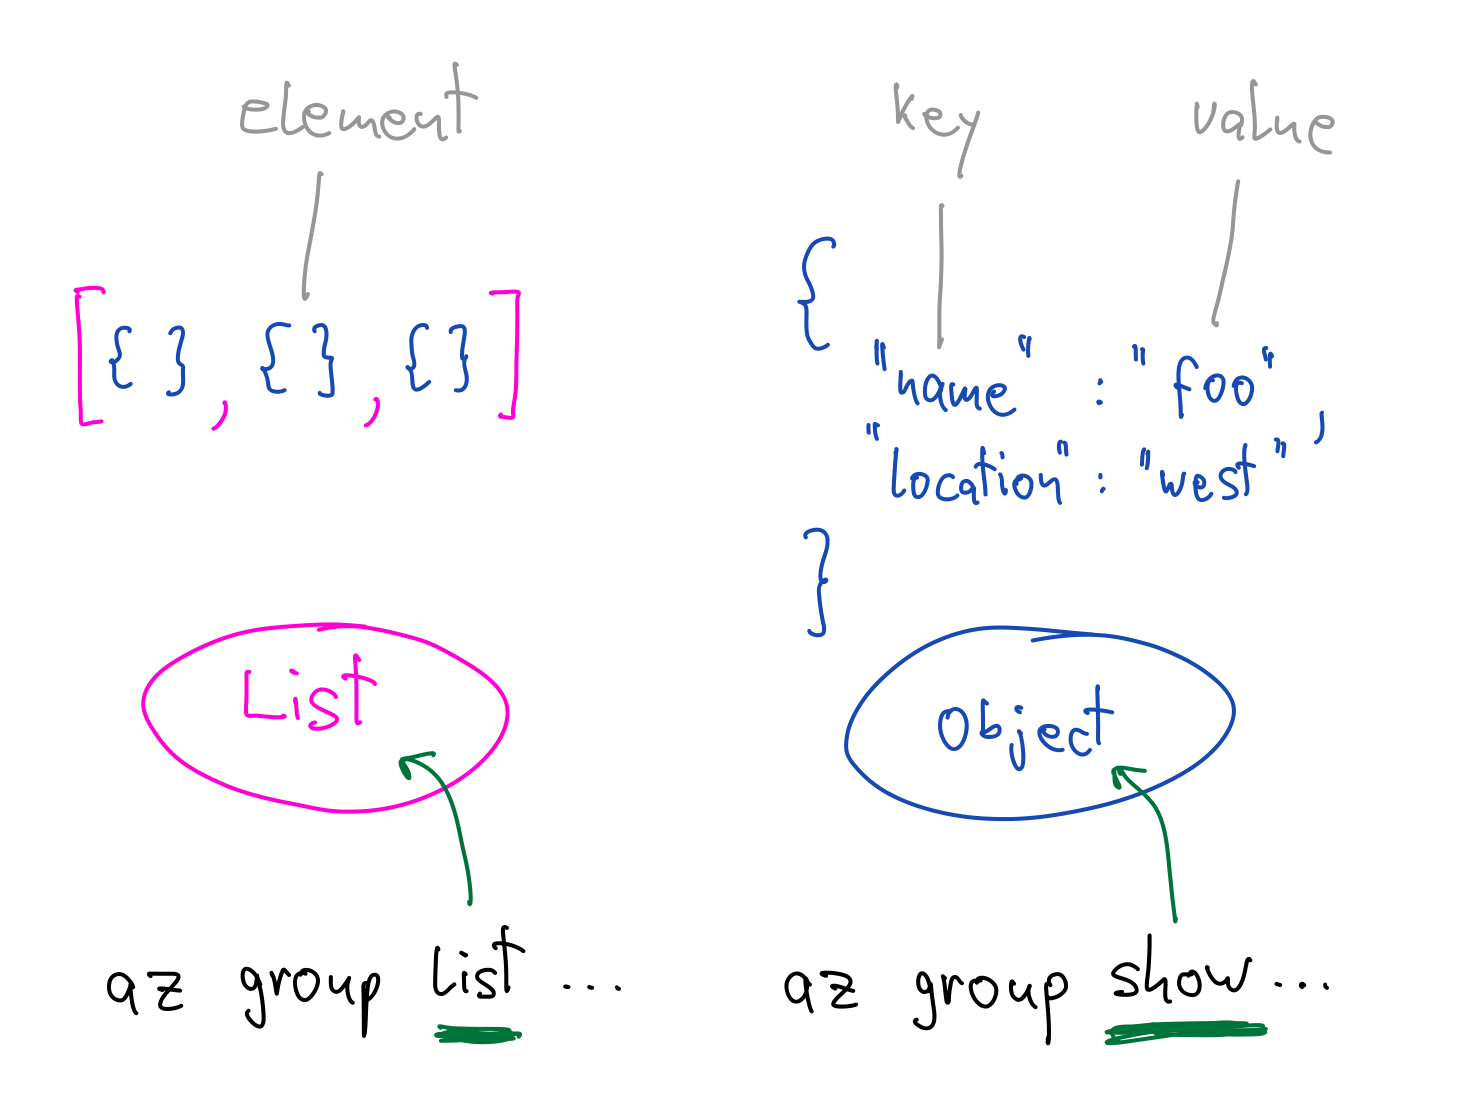 element
[{ }, { }, { }]
List
az group list ...
key value
{
"name" : "foo",
"location" : "west"
}
Object
az group show ...